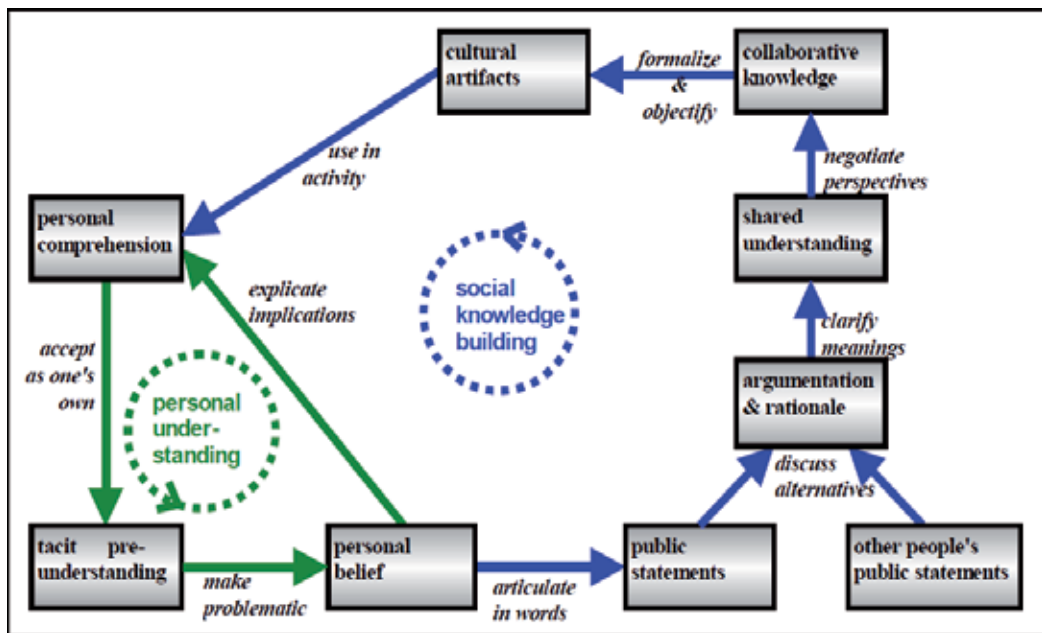 cultural
artifacts
formalize
&
objectify
collaborative
knowledge
use in
activity
negotiate
perspectives
personal
comprehension
shared
understanding
explicate
implications
social
knowledge
building
clarify
meanings
accept
as one's
own
personal
under-
standing
argumentation
& rationale
discuss
alternatives
tacit pre-
understanding
make
problematic
personal
belief
articulate
in words
public
statements
other people's
public statements